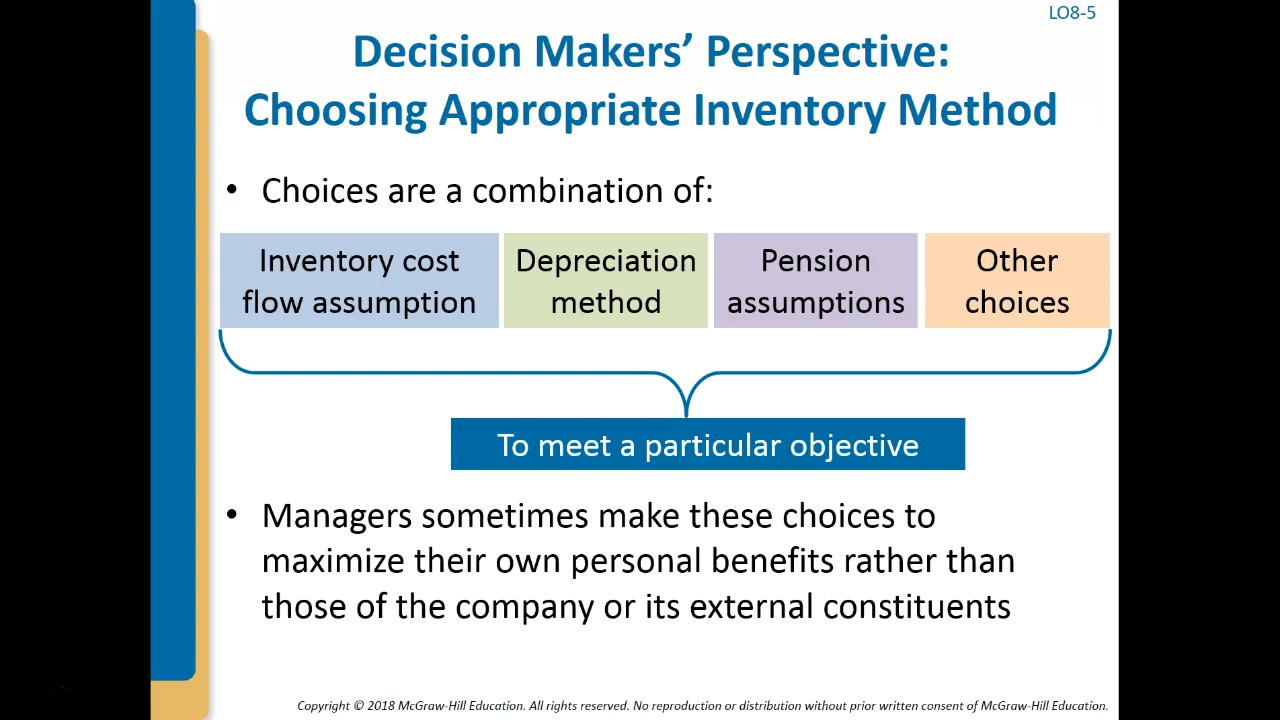 LO8-5
Decision Makers’ Perspective:
Choosing Appropriate Inventory Method
• Choices are a combination of:
Inventory cost
flow assumption
Depreciation
method
Pension
assumptions
Other
choices
To meet a particular objective
• Managers sometimes make these choices to
maximize their own personal benefits rather than
those of the company or its external constituents
Copyright © 2018 McGraw-Hill Education. All rights reserved. No reproduction or distribution without prior written consent of McGraw-Hill Education.